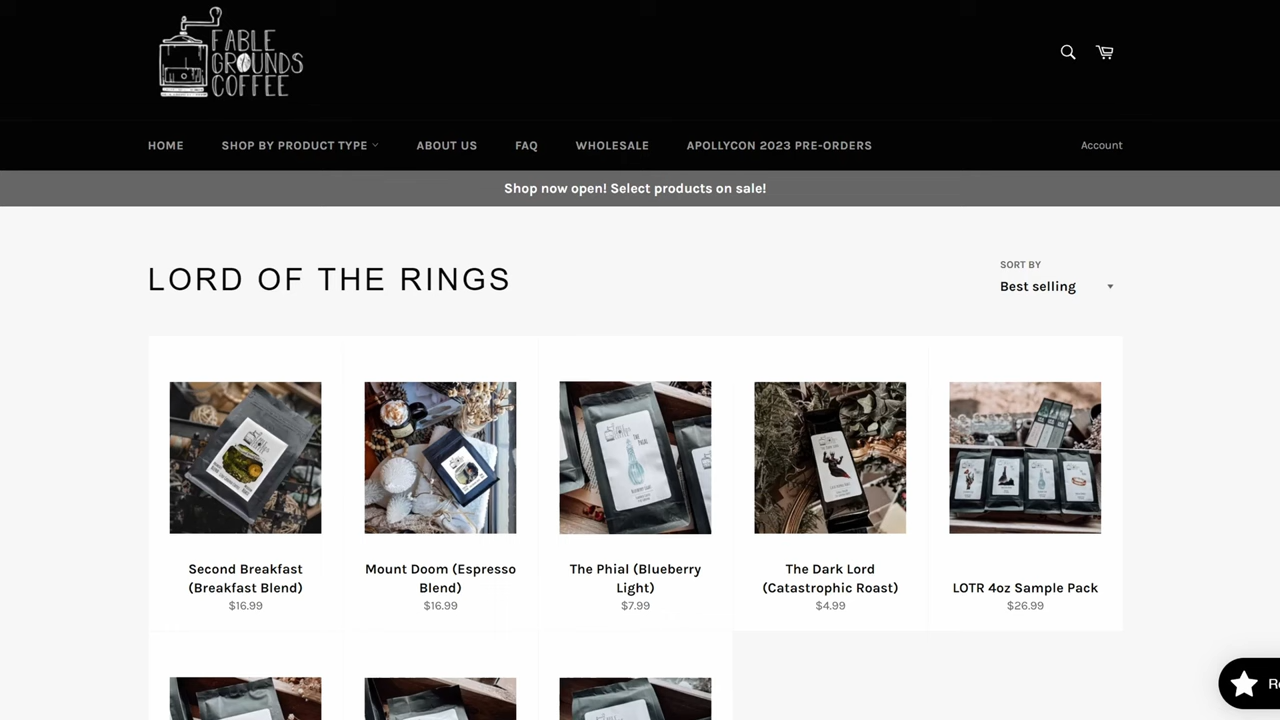 FABLE
GROUNDS
COFFEE
HOME
SHOP BY PRODUCT TYPE
ABOUT US
FAQ
WHOLESALE
APOLLYCON 2023 PRE-ORDERS
Account
Shop now open! Select products on sale!
LORD OF THE RINGS
SORT BY
Best selling
Second Breakfast
(Breakfast Blend)
$16.99
Mount Doom (Espresso
Blend)
$16.99
The Phial (Blueberry
Light)
$7.99
The Dark Lord
(Catastrophic Roast)
$4.99
LOTR 4oz Sample Pack
$26.99